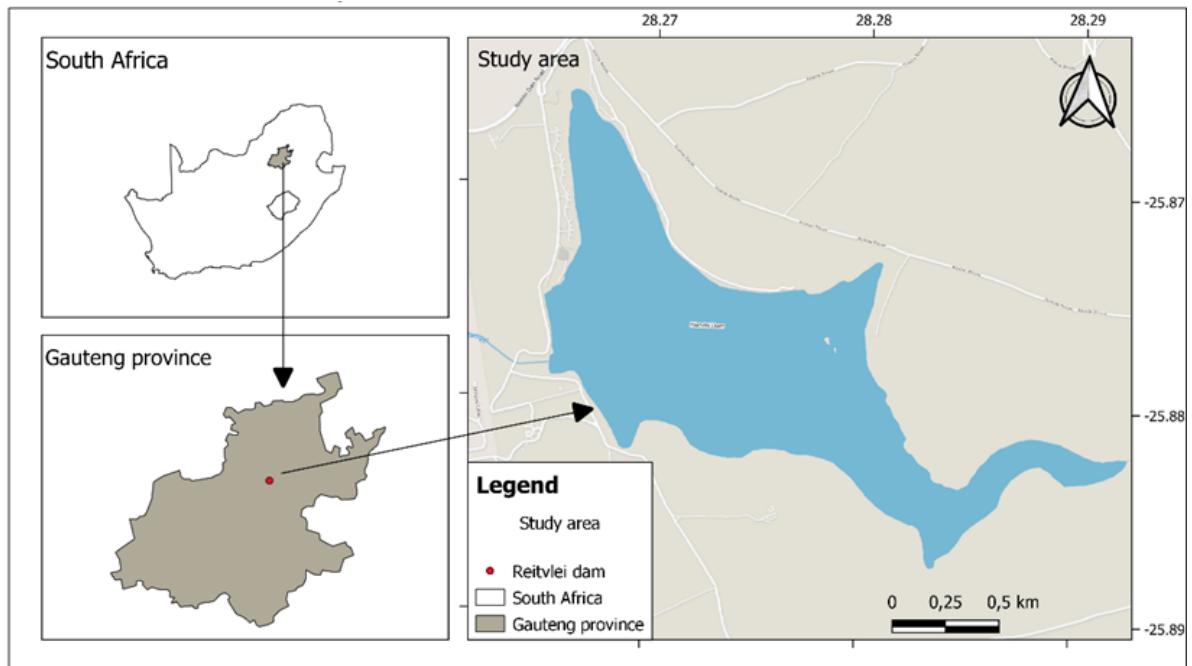 28.27 28.28 28.29
South Africa
Study area
N
-25.87
Gauteng province
-25.88
Legend
Study area
Reitvlei dam
South Africa
Gauteng province
0 0,25 0,5 km
-25.89